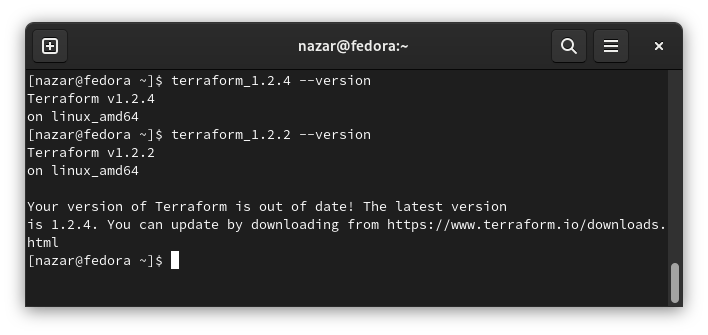 nazar@fedora:~
[nazar@fedora ~]$ terraform_1.2.4 --version
Terraform v1.2.4
on linux_amd64
[nazar@fedora ~]$ terraform_1.2.2 --version
Terraform v1.2.2
on linux_amd64
Your version of Terraform is out of date! The latest version
is 1.2.4. You can update by downloading from https://www.terraform.io/downloads.
html
[nazar@fedora ~]$